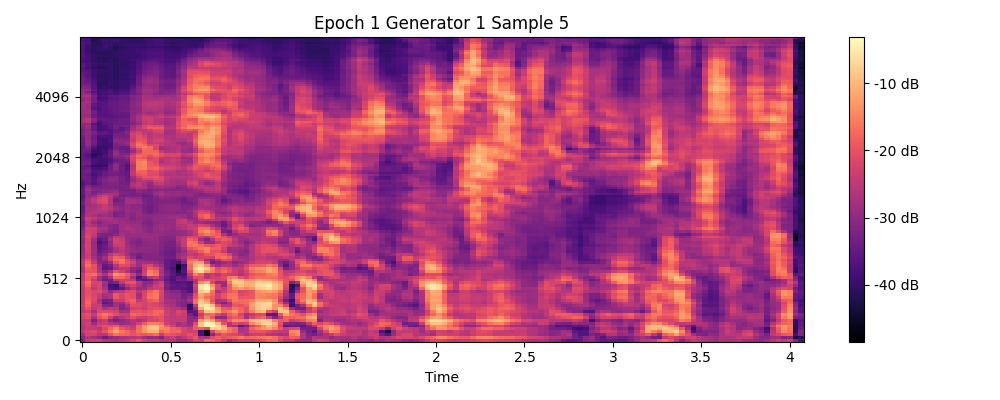 Epoch 1 Generator 1 Sample 5
Hz
4096
2048
1024
512
0
0 0.5 1 1.5 2 2.5 3 3.5 4
Time
-10 dB
-20 dB
-30 dB
-40 dB